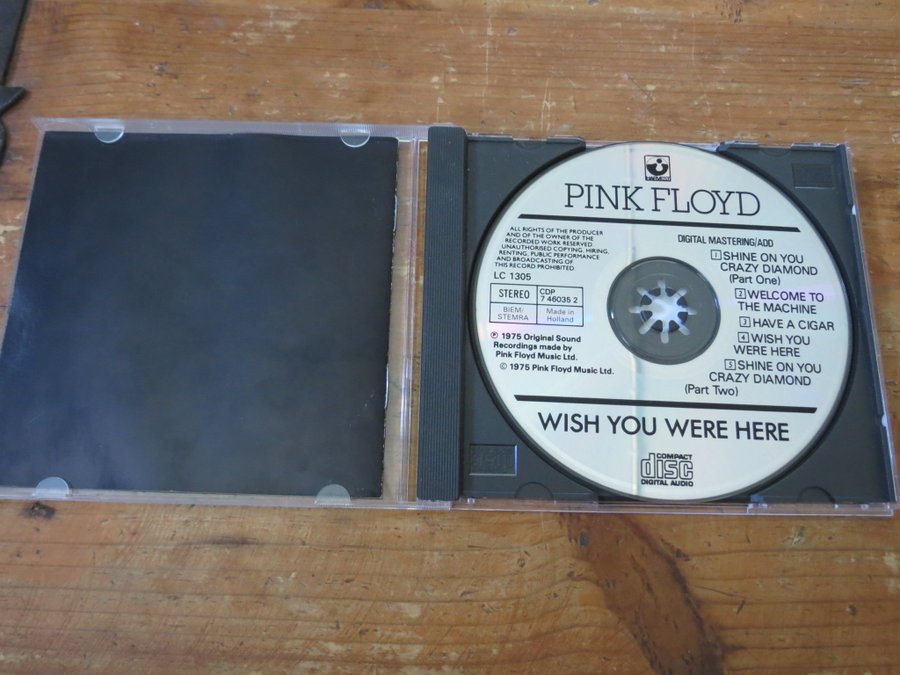 PINK FLOYD
ALL RIGHTS OF THE PRODUCER
AND OF THE OWNER OF THE
RECORDED WORK RESERVED
UNAUTHORISED COPYING, HIRING,
RENTING, PUBLIC PERFORMANCE
AND BROADCASTING OF
THIS RECORD PROHIBITED.
LC 1305
STEREO
CDP
7 46035 2
BIEM/
STEMRA
Made in
Holland
℗ 1975 Original Sound
Recordings made by
Pink Floyd Music Ltd.
© 1975 Pink Floyd Music Ltd.
DIGITAL MASTERING/ADD
1 SHINE ON YOU
CRAZY DIAMOND
(Part One)
2 WELCOME TO
THE MACHINE
3 HAVE A CIGAR
4 WISH YOU
WERE HERE
5 SHINE ON YOU
CRAZY DIAMOND
(Part Two)
WISH YOU WERE HERE
COMPACT
disc
DIGITAL AUDIO